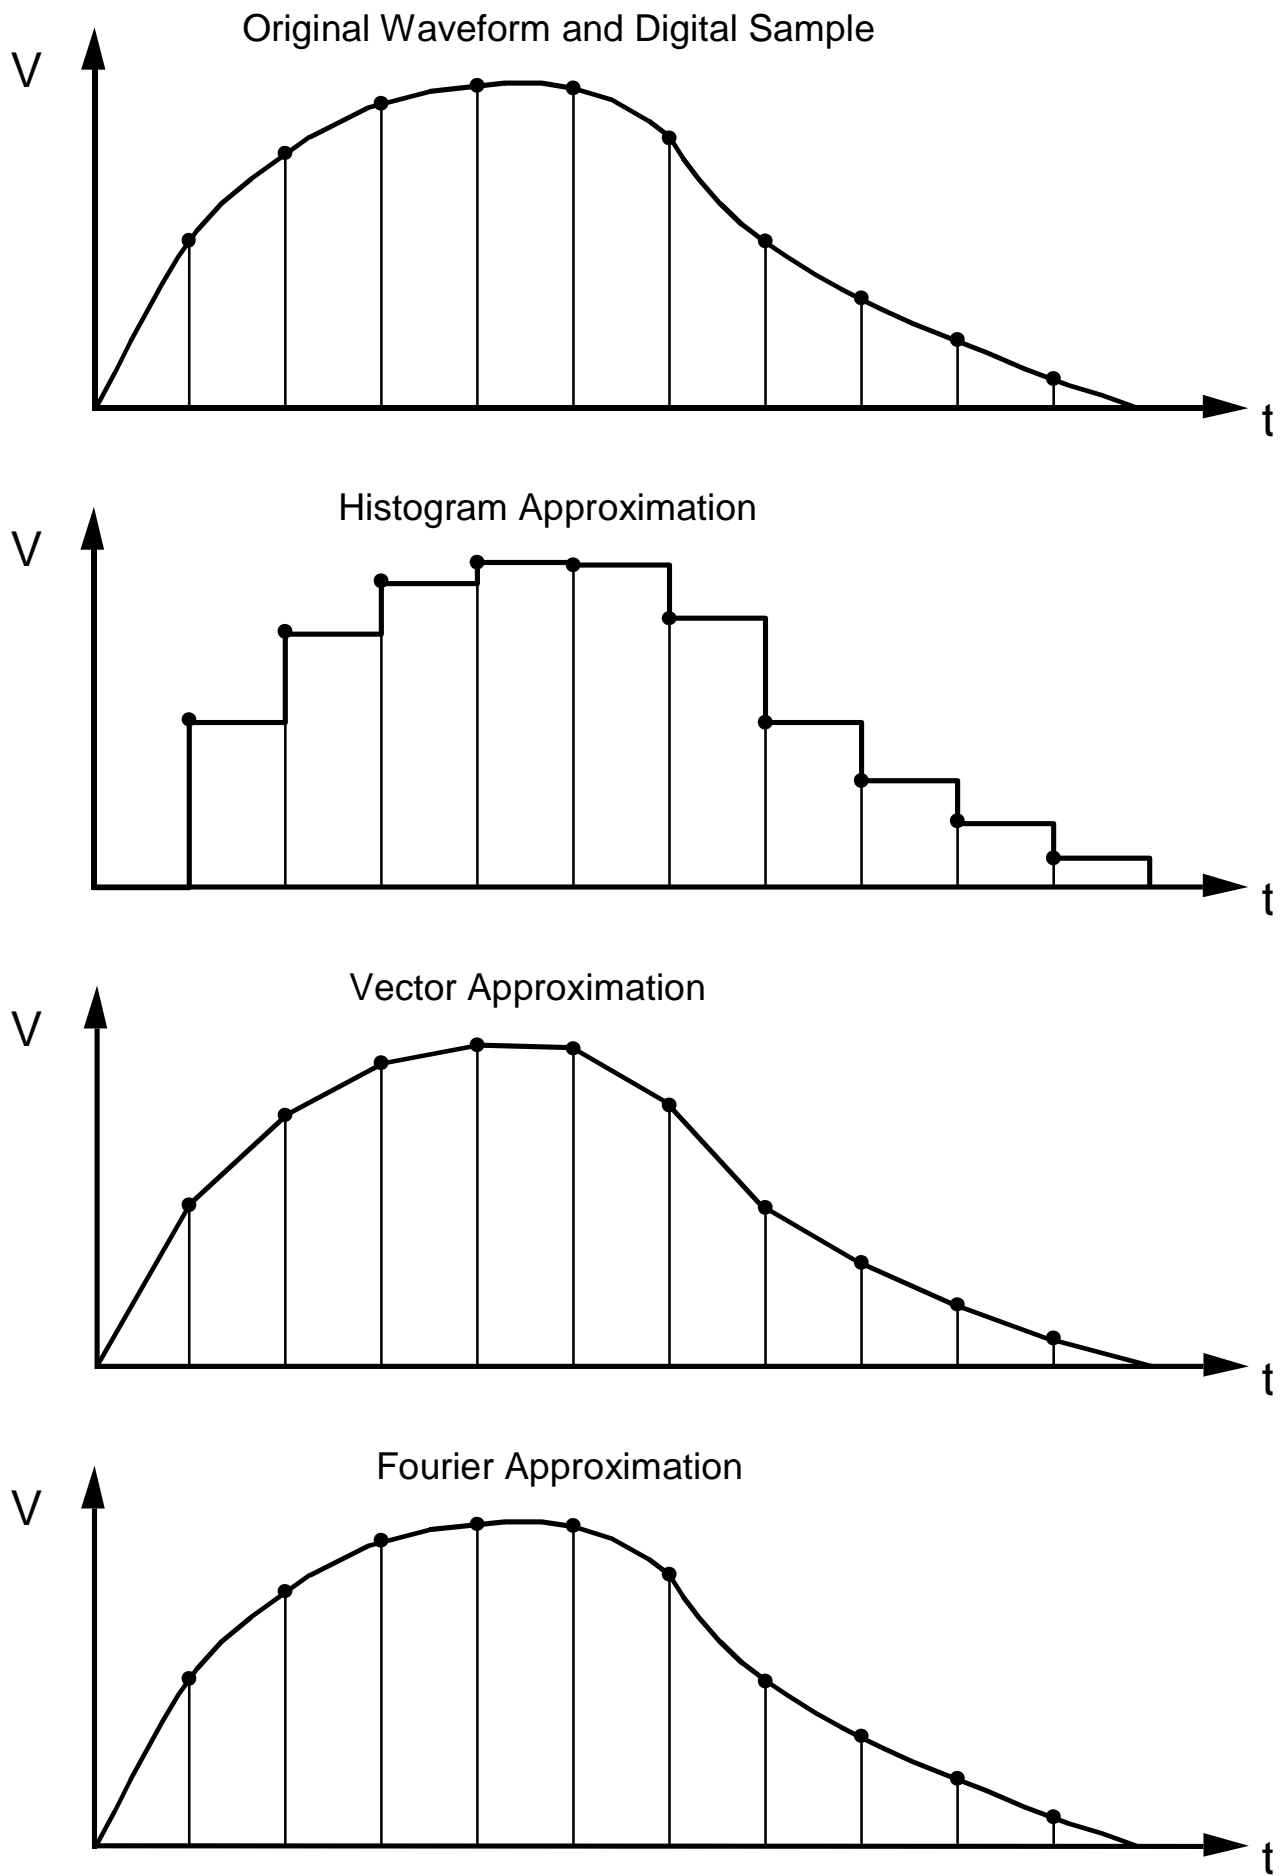 Original Waveform and Digital Sample
V
t
Histogram Approximation
V
t
Vector Approximation
V
t
Fourier Approximation
V
t